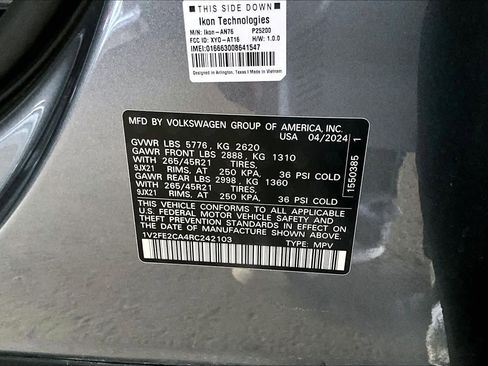 THIS SIDE DOWN
Ikon Technologies
M/N: Ikon-AN76 P25200
FCC ID: XYO-AT16 H/W: 1.0.0
IMEI:016663008641547
Designed in Arlington, Texas | Made in Vietnam
MFD BY VOLKSWAGEN GROUP OF AMERICA, INC.
USA 04/2024
GVWR LBS 5776 , KG 2620
GAWR FRONT LBS 2888 , KG 1310
WITH 265/45R21 TIRES,
9JX21 RIMS, AT 250 KPA. 36 PSI COLD
GAWR REAR LBS 2998 , KG 1360
WITH 265/45R21 TIRES,
9JX21 RIMS, AT 250 KPA. 36 PSI COLD
THIS VEHICLE CONFORMS TO ALL APPLICABLE
U.S. FEDERAL MOTOR VEHICLE SAFETY AND
THEFT PREVENTION STANDARDS IN EFFECT ON THE
DATE OF MANUFACTURE SHOWN ABOVE.
1V2FE2CA4RC242103 TYPE: MPV
1550385 1